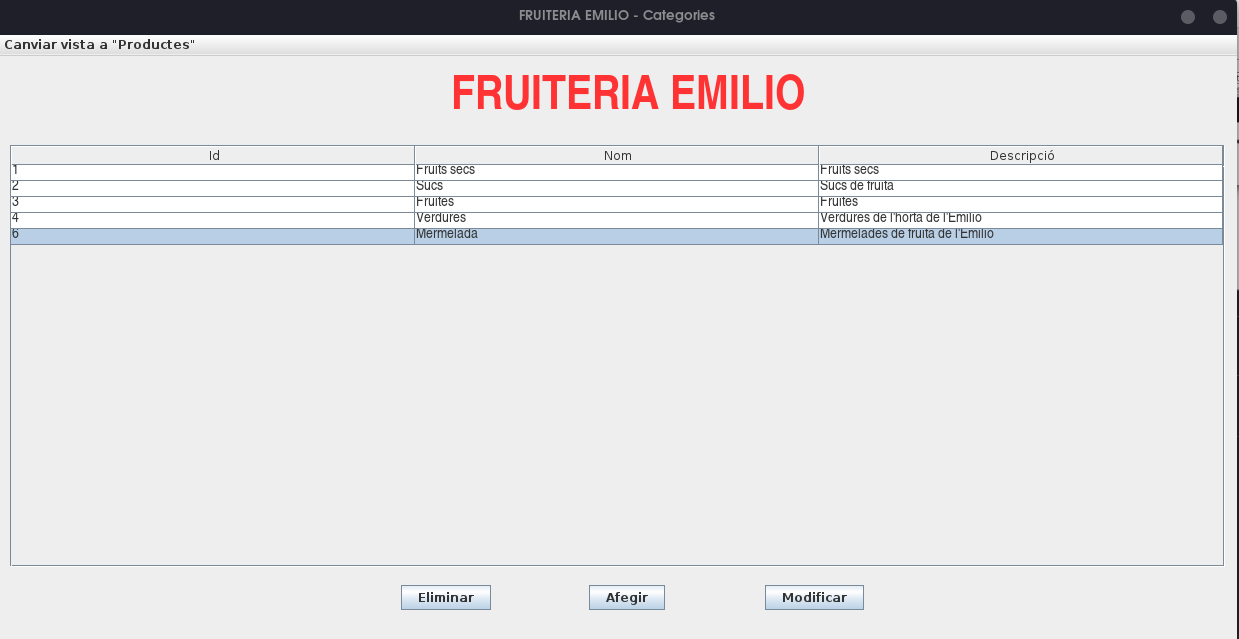 FRUITERIA EMILIO - Categories
Canviar vista a "Productes"
FRUITERIA EMILIO
Id Nom Descripció
1 Fruits secs Fruits secs
2 Sucs Sucs de fruita
3 Fruites Fruites
4 Verdures Verdures de l'horta de l'Emilio
6 Mermelada Mermelades de fruita de l'Emilio
Eliminar Afegir Modificar